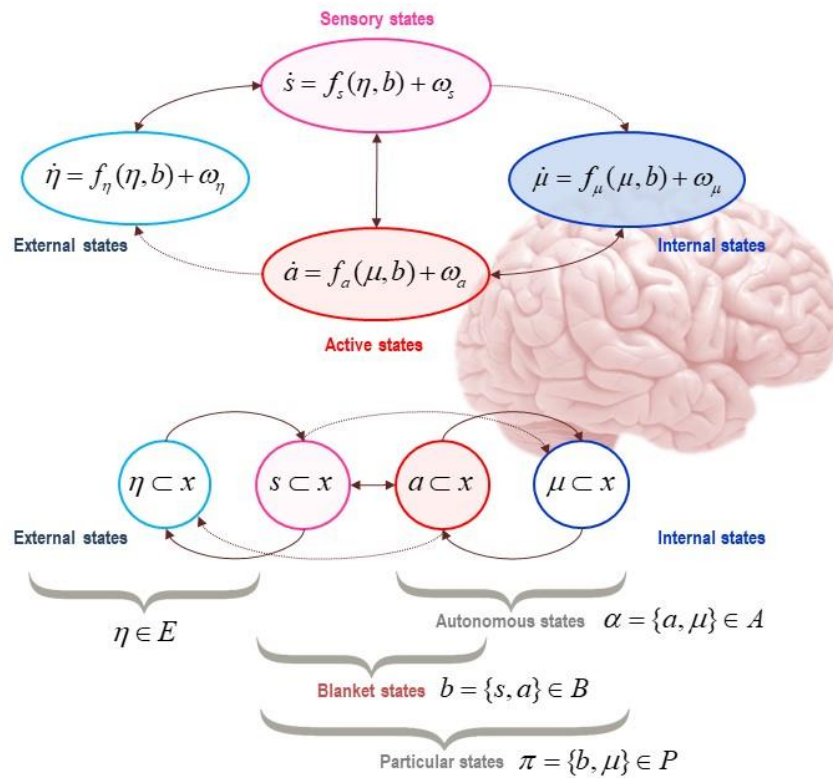 Sensory states
ṡ = f_s(η, b) + ω_s
η̇ = f_η(η, b) + ω_η
μ̇ = f_μ(μ, b) + ω_μ
External states
Internal states
ȧ = f_a(μ, b) + ω_a
Active states
η ⊂ x
s ⊂ x
a ⊂ x
μ ⊂ x
External states
Internal states
η ∈ E
Autonomous states α = {a, μ} ∈ A
Blanket states b = {s, a} ∈ B
Particular states π = {b, μ} ∈ P